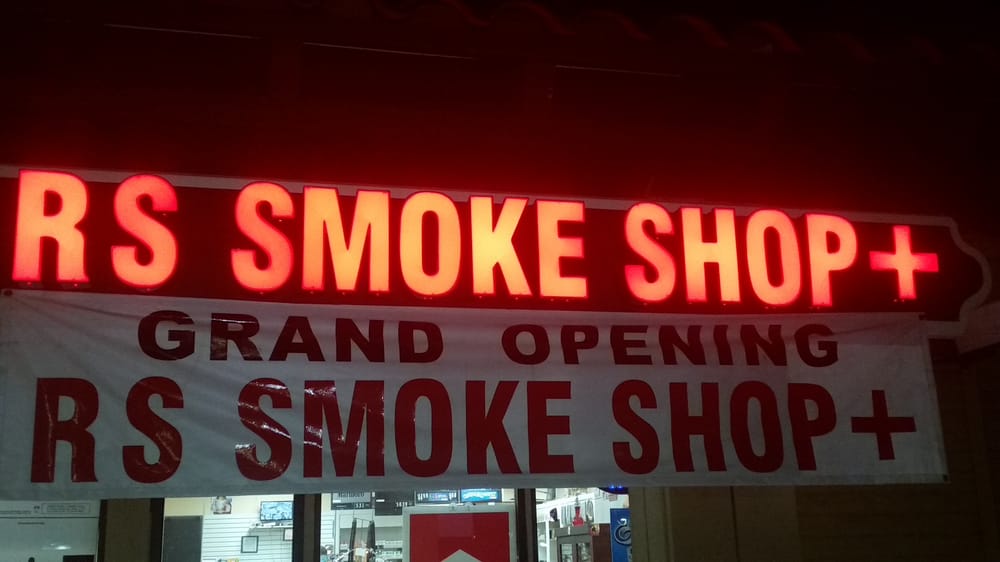 RS SMOKE SHOP+
GRAND OPENING
RS SMOKE SHOP+